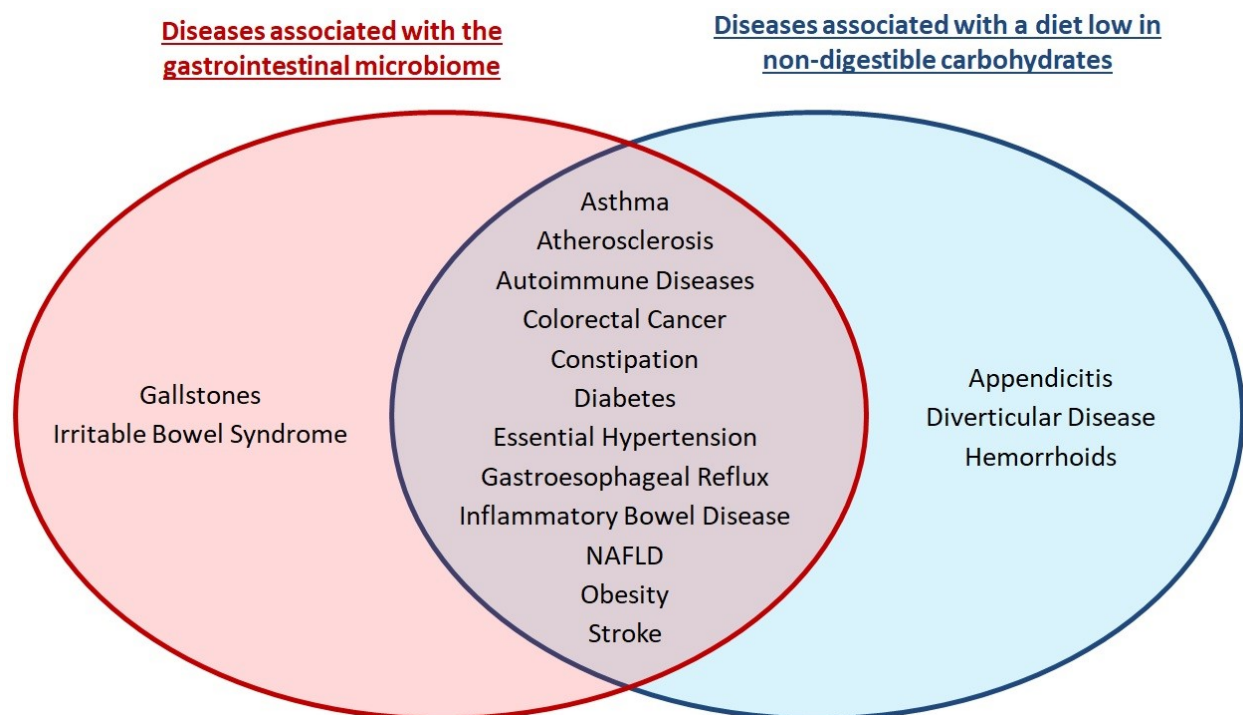 Diseases associated with the
gastrointestinal microbiome
Diseases associated with a diet low in
non-digestible carbohydrates
Gallstones
Irritable Bowel Syndrome
Asthma
Atherosclerosis
Autoimmune Diseases
Colorectal Cancer
Constipation
Diabetes
Essential Hypertension
Gastroesophageal Reflux
Inflammatory Bowel Disease
NAFLD
Obesity
Stroke
Appendicitis
Diverticular Disease
Hemorrhoids